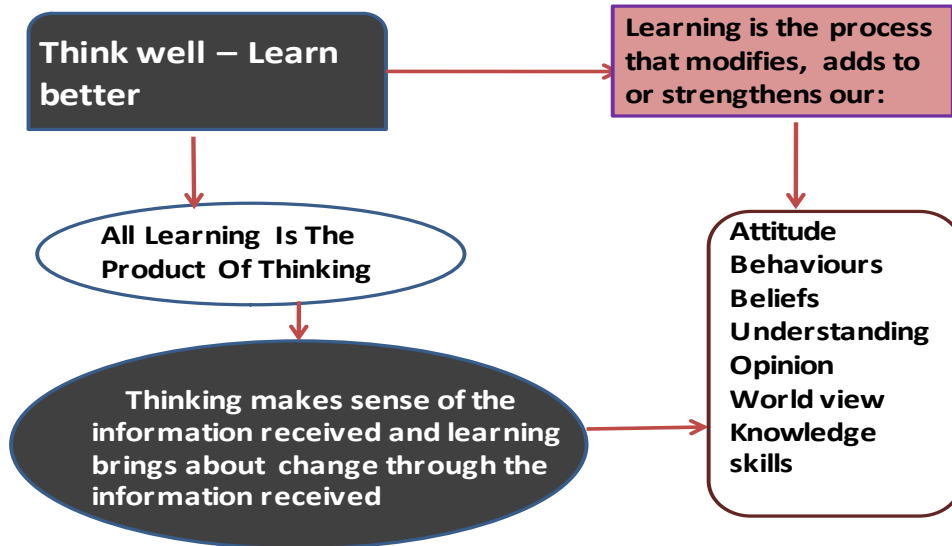 Think well – Learn
better
Learning is the process
that modifies, adds to
or strengthens our:
All Learning Is The
Product Of Thinking
Thinking makes sense of the
information received and learning
brings about change through the
information received
Attitude
Behaviours
Beliefs
Understanding
Opinion
World view
Knowledge
skills